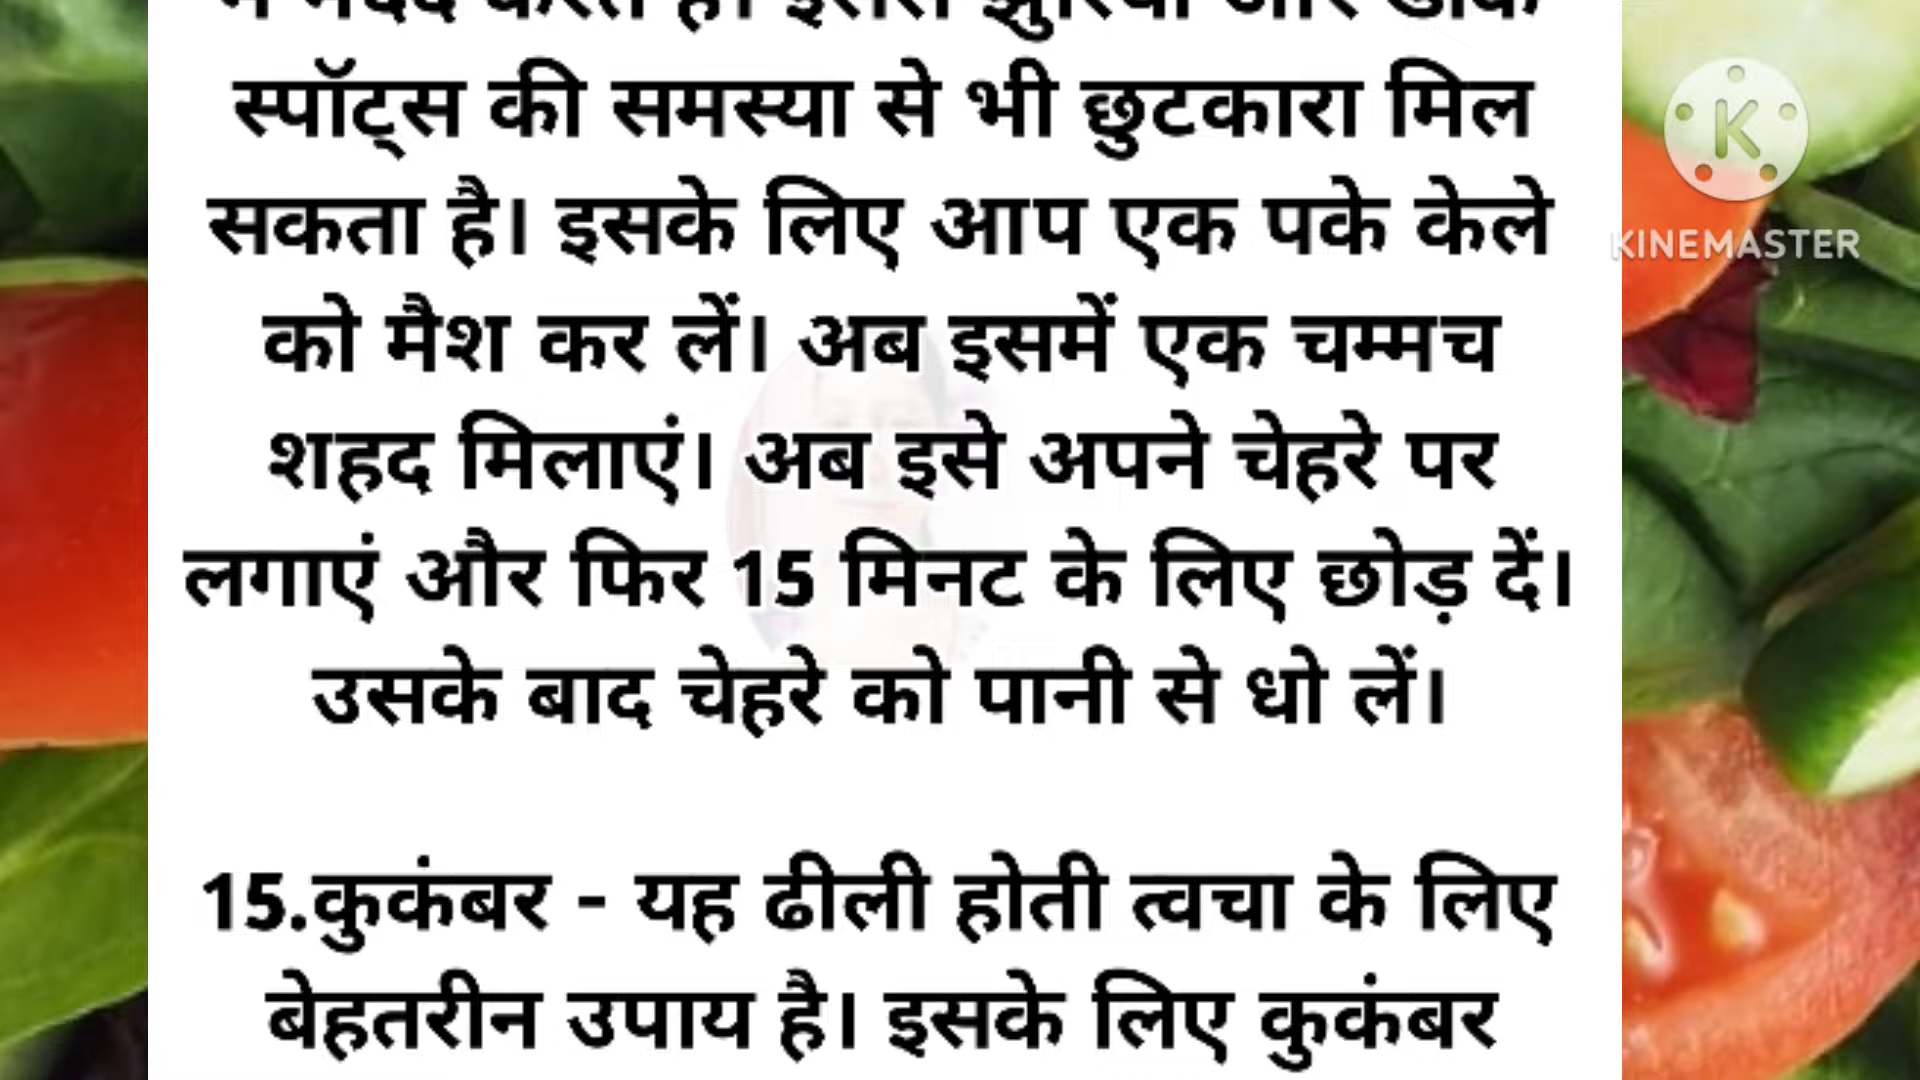 स्पॉट्स की समस्या से भी छुटकारा मिल
सकता है। इसके लिए आप एक पके केले
को मैश कर लें। अब इसमें एक चम्मच
शहद मिलाएं। अब इसे अपने चेहरे पर
लगाएं और फिर 15 मिनट के लिए छोड़ दें।
उसके बाद चेहरे को पानी से धो लें।
15.कुकंबर - यह ढीली होती त्वचा के लिए
बेहतरीन उपाय है। इसके लिए कुकंबर
K
KINEMASTER